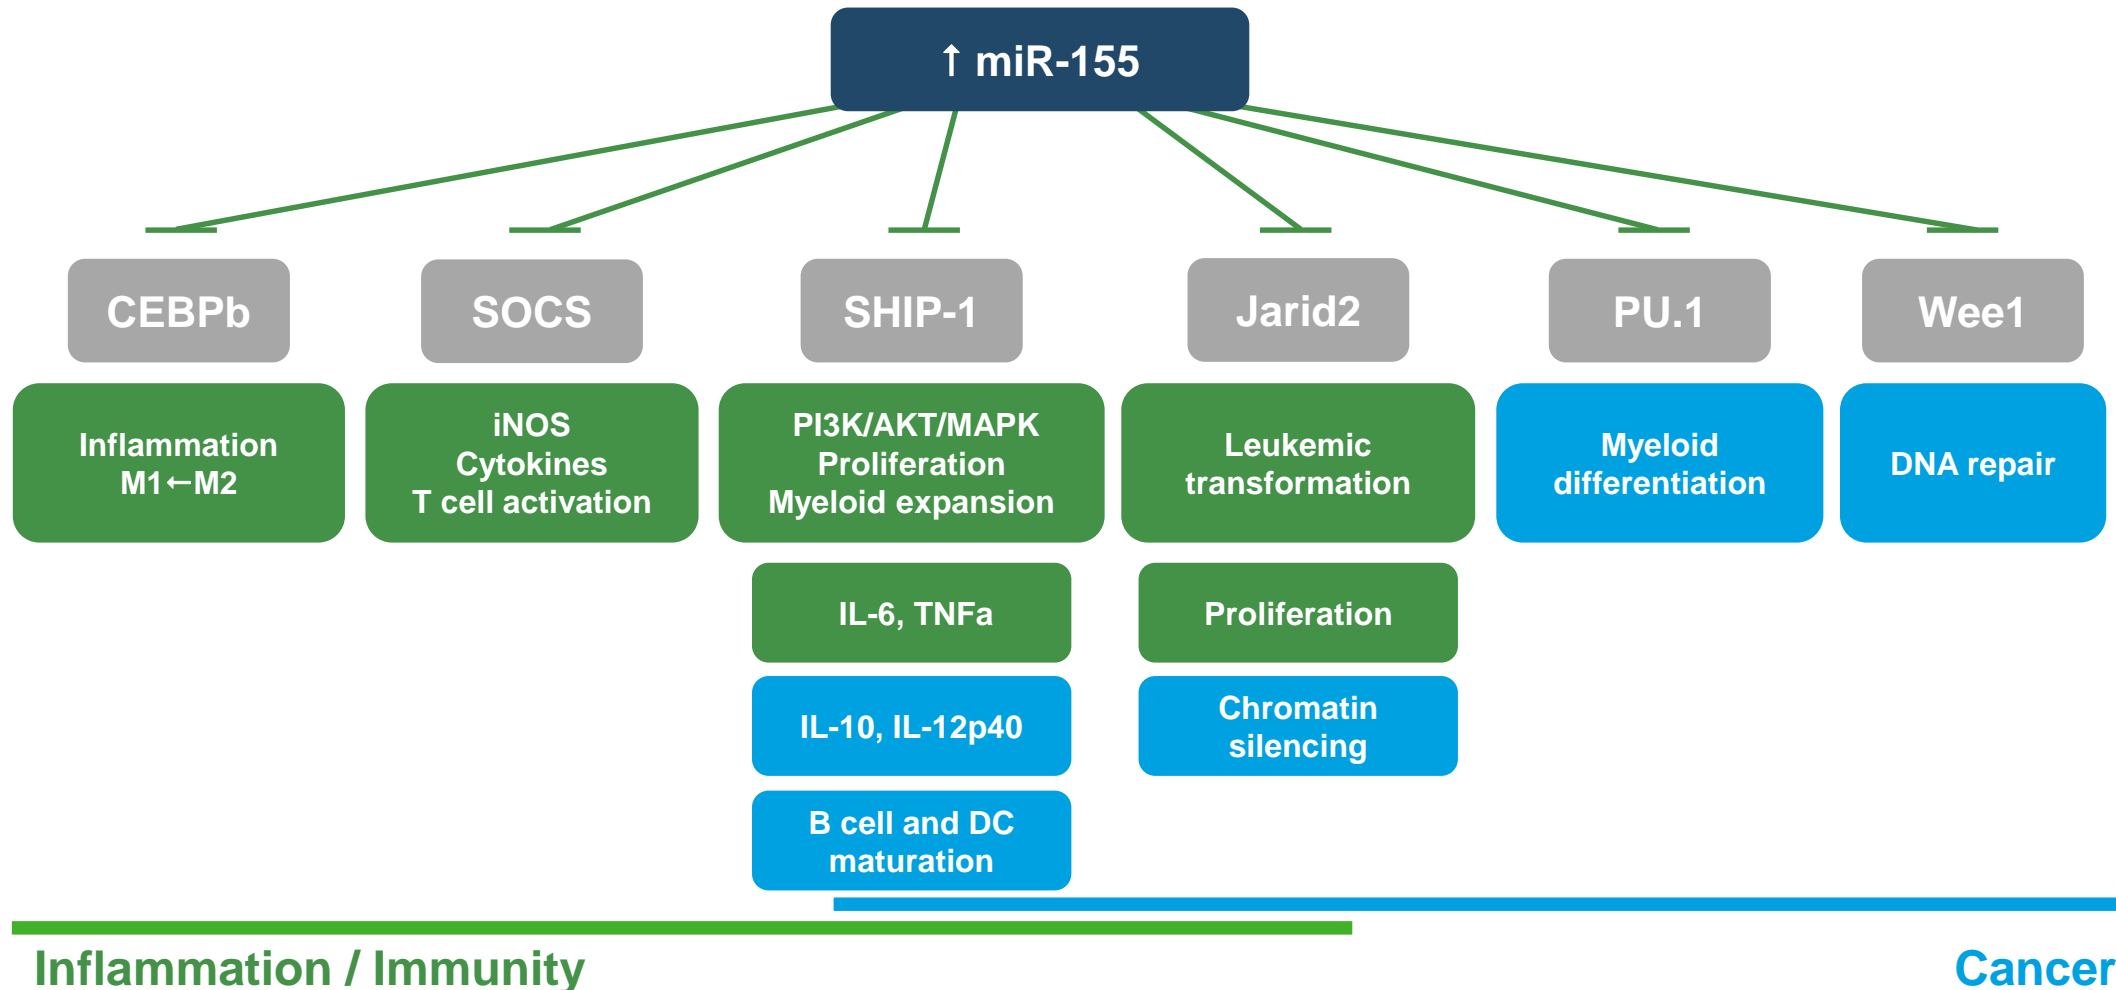 ↑ miR-155
CEBPb
SOCS
SHIP-1
Jarid2
PU.1
Wee1
Inflammation
M1←M2
iNOS
Cytokines
T cell activation
PI3K/AKT/MAPK
Proliferation
Myeloid expansion
Leukemic
transformation
Myeloid
differentiation
DNA repair
IL-6, TNFa
Proliferation
IL-10, IL-12p40
Chromatin
silencing
B cell and DC
maturation
Inflammation / Immunity
Cancer